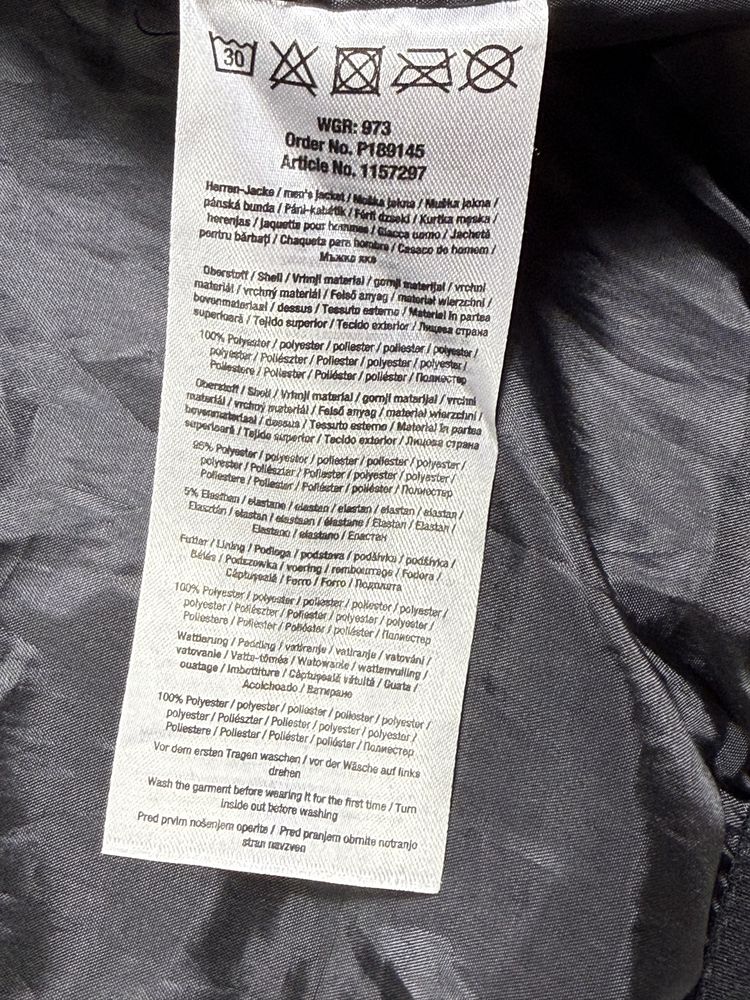 30
WGR: 973
Order No. P189145
Article No. 1157297
Herren-Jacke / men's jacket / Muška jakna / Muška jakna /
pánská bunda / Páni-kabátik / Férfi dzseki / Kurtka męska /
herenjas / jaquette pour hommes / Giacca uomo / Jachetă
pentru bărbați / Chaqueta para hombre / Casaco de homem /
Мъжко яке
Oberstoff / Shell / Vrhnji material / gornji materijal / vrchní
materiál / vrchný materiál / Felső anyag / materiał wierzchni /
bovenmateriaal / dessus / Tessuto esterno / Material în partea
superioară / Tejido superior / Tecido exterior / Лицева страна
100% Polyester / polyester / poliester / poliester / polyester /
polyester / Poliészter / Poliester / polyester / polyester /
Poliestere / Poliester / Poliéster / poliéster / Полиестер
Oberstoff / Shell / Vrhnji material / gornji materijal / vrchní
materiál / vrchný materiál / Felső anyag / materiał wierzchni /
bovenmateriaal / dessus / Tessuto esterno / Material în partea
superioară / Tejido superior / Tecido exterior / Лицева страна
95% Polyester / polyester / poliester / poliester / polyester /
polyester / Poliészter / Poliester / polyester / polyester /
Poliestere / Poliester / Poliéster / poliéster / Полиестер
5% Elasthan / elastane / elastan / elastan / elastan / elastan /
Elasztán / elastan / elastaan / élastane / Elastan / Elastan /
Elastano / elastano / Еластан
Futter / Lining / Podloga / podstava / podšívka / podšívka /
Bélés / Podszewka / voering / rembourrage / Fodera /
Căptușeală / Forro / Forro / Подплата
100% Polyester / polyester / poliester / poliester / polyester /
polyester / Poliészter / Poliester / polyester / polyester /
Poliestere / Poliester / Poliéster / poliéster / Полиестер
Wattierung / Padding / vatiranje / vatiranje / vatování /
vatovanie / Vatta-tömés / Watowanie / wattenvulling /
ouatage / Imbottitura / Căptușeală vătuită / Guata /
Acolchoado / Ватиране
100% Polyester / polyester / poliester / poliester / polyester /
polyester / Poliészter / Poliester / polyester / polyester /
Poliestere / Poliester / Poliéster / poliéster / Полиестер
Vor dem ersten Tragen waschen / vor der Wäsche auf links
drehen
Wash the garment before wearing it for the first time / Turn
inside out before washing
Pred prvim nošenjem operite / Pred pranjem obrnite notranjo
stran navzven